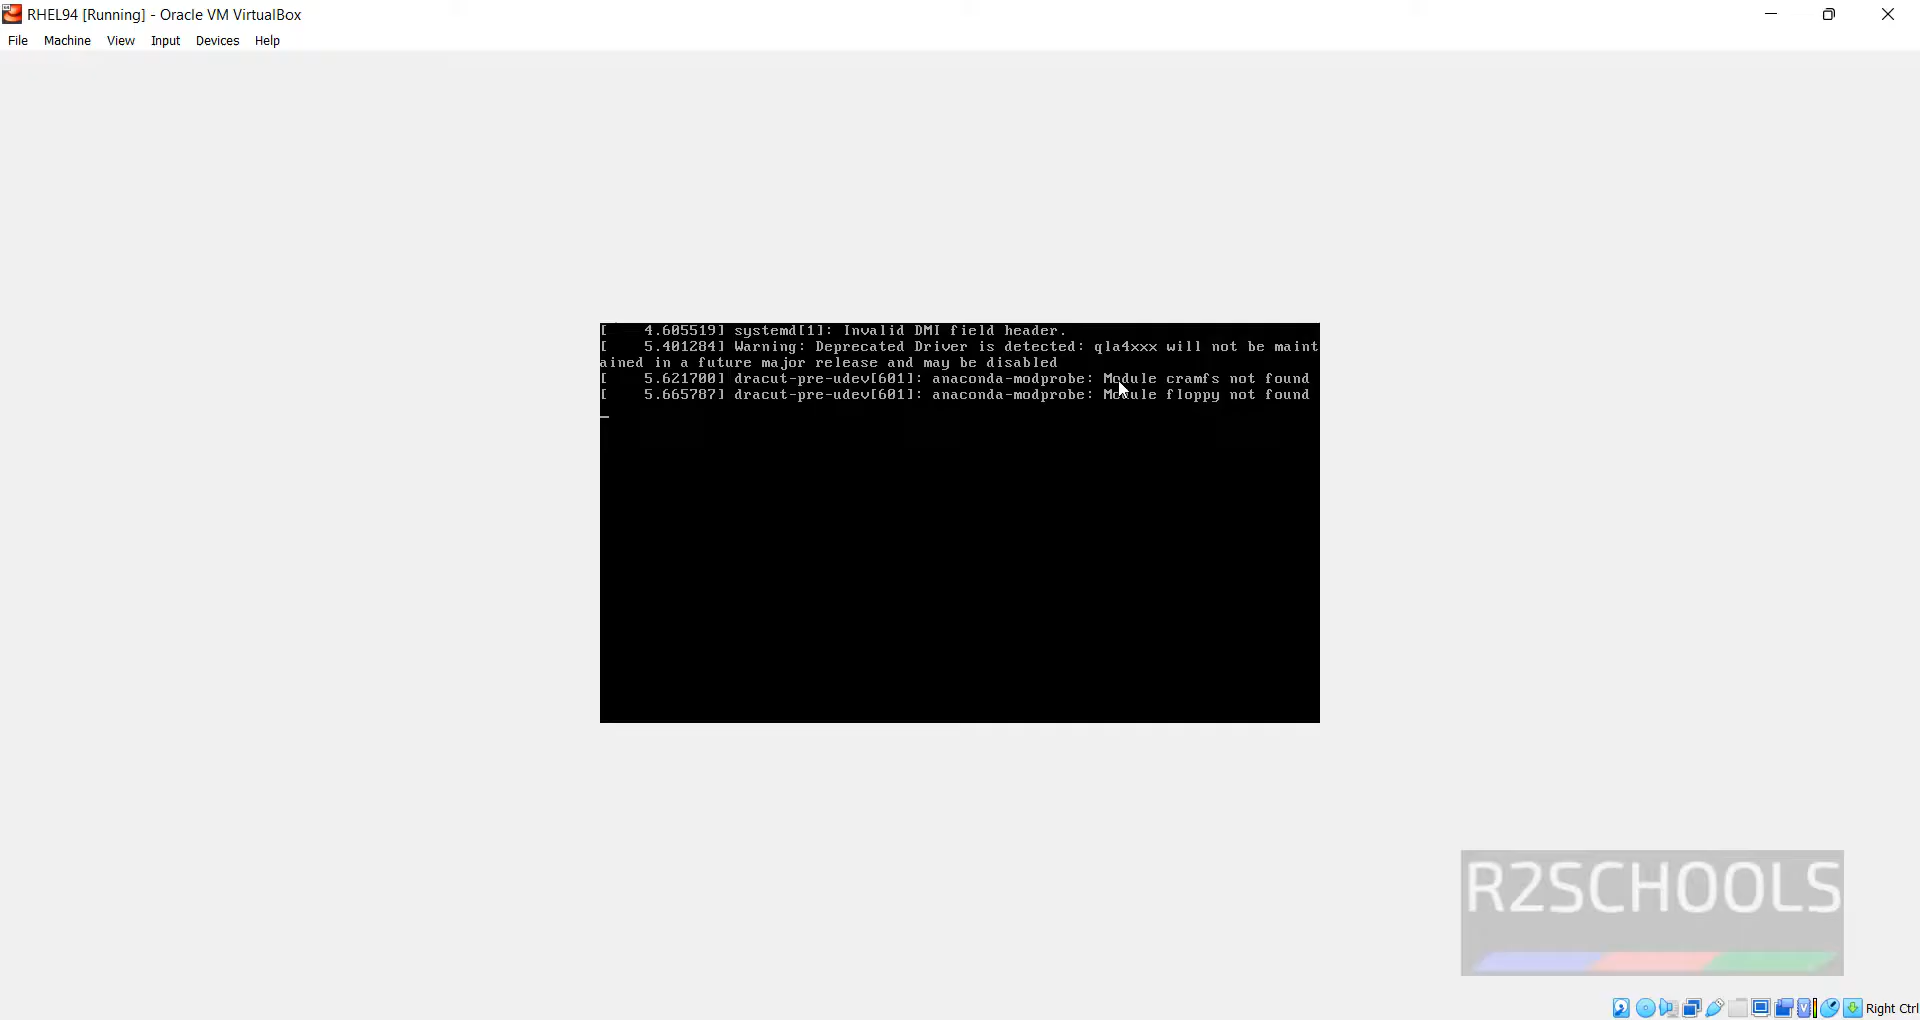 RHEL94 [Running] - Oracle VM VirtualBox
File Machine View Input Devices Help
[    4.605519] systemd[1]: Invalid DMI field header.
[    5.401284] Warning: Deprecated Driver is detected: qla4xxx will not be maint
ained in a future major release and may be disabled
[    5.621700] dracut-pre-udev[601]: anaconda-modprobe: Module cramfs not found
[    5.665787] dracut-pre-udev[601]: anaconda-modprobe: Module floppy not found
R2SCHOOLS
Right Ctrl